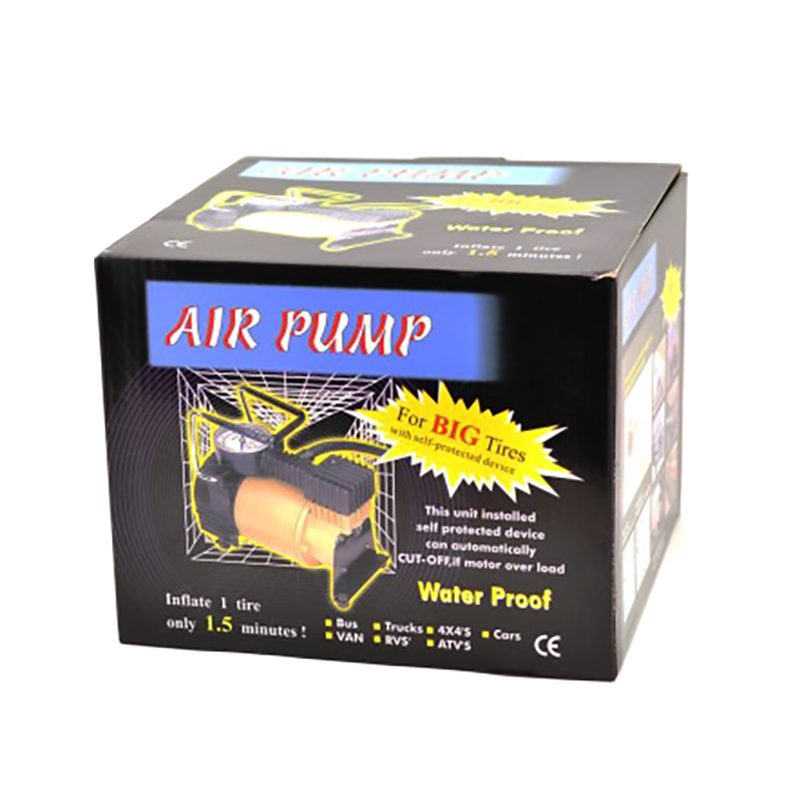 AIR PUMP
Water Proof
Inflate 1 tire
only 1.5 minutes !
CE
AIR PUMP
For BIG Tires
with self-protected device
This unit installed
self protected device
can automatically
CUT-OFF,if motor over load
Water Proof
Inflate 1 tire
only 1.5 minutes !
Bus Trucks 4X4'S Cars
VAN RVS' ATV'S
CE